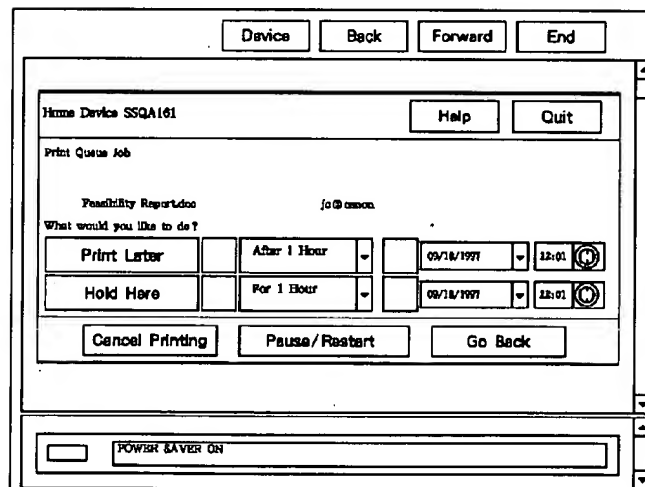 Device Back Forward End
Home Device SSQA161 Help Quit
Print Queue Job
Feasibility Report.doc jc@canon
What would you like to do?
Print Later After 1 Hour 09/18/1997 12:01
Hold Here For 1 Hour 09/18/1997 12:01
Cancel Printing Pause/Restart Go Back
POWER SAVER ON